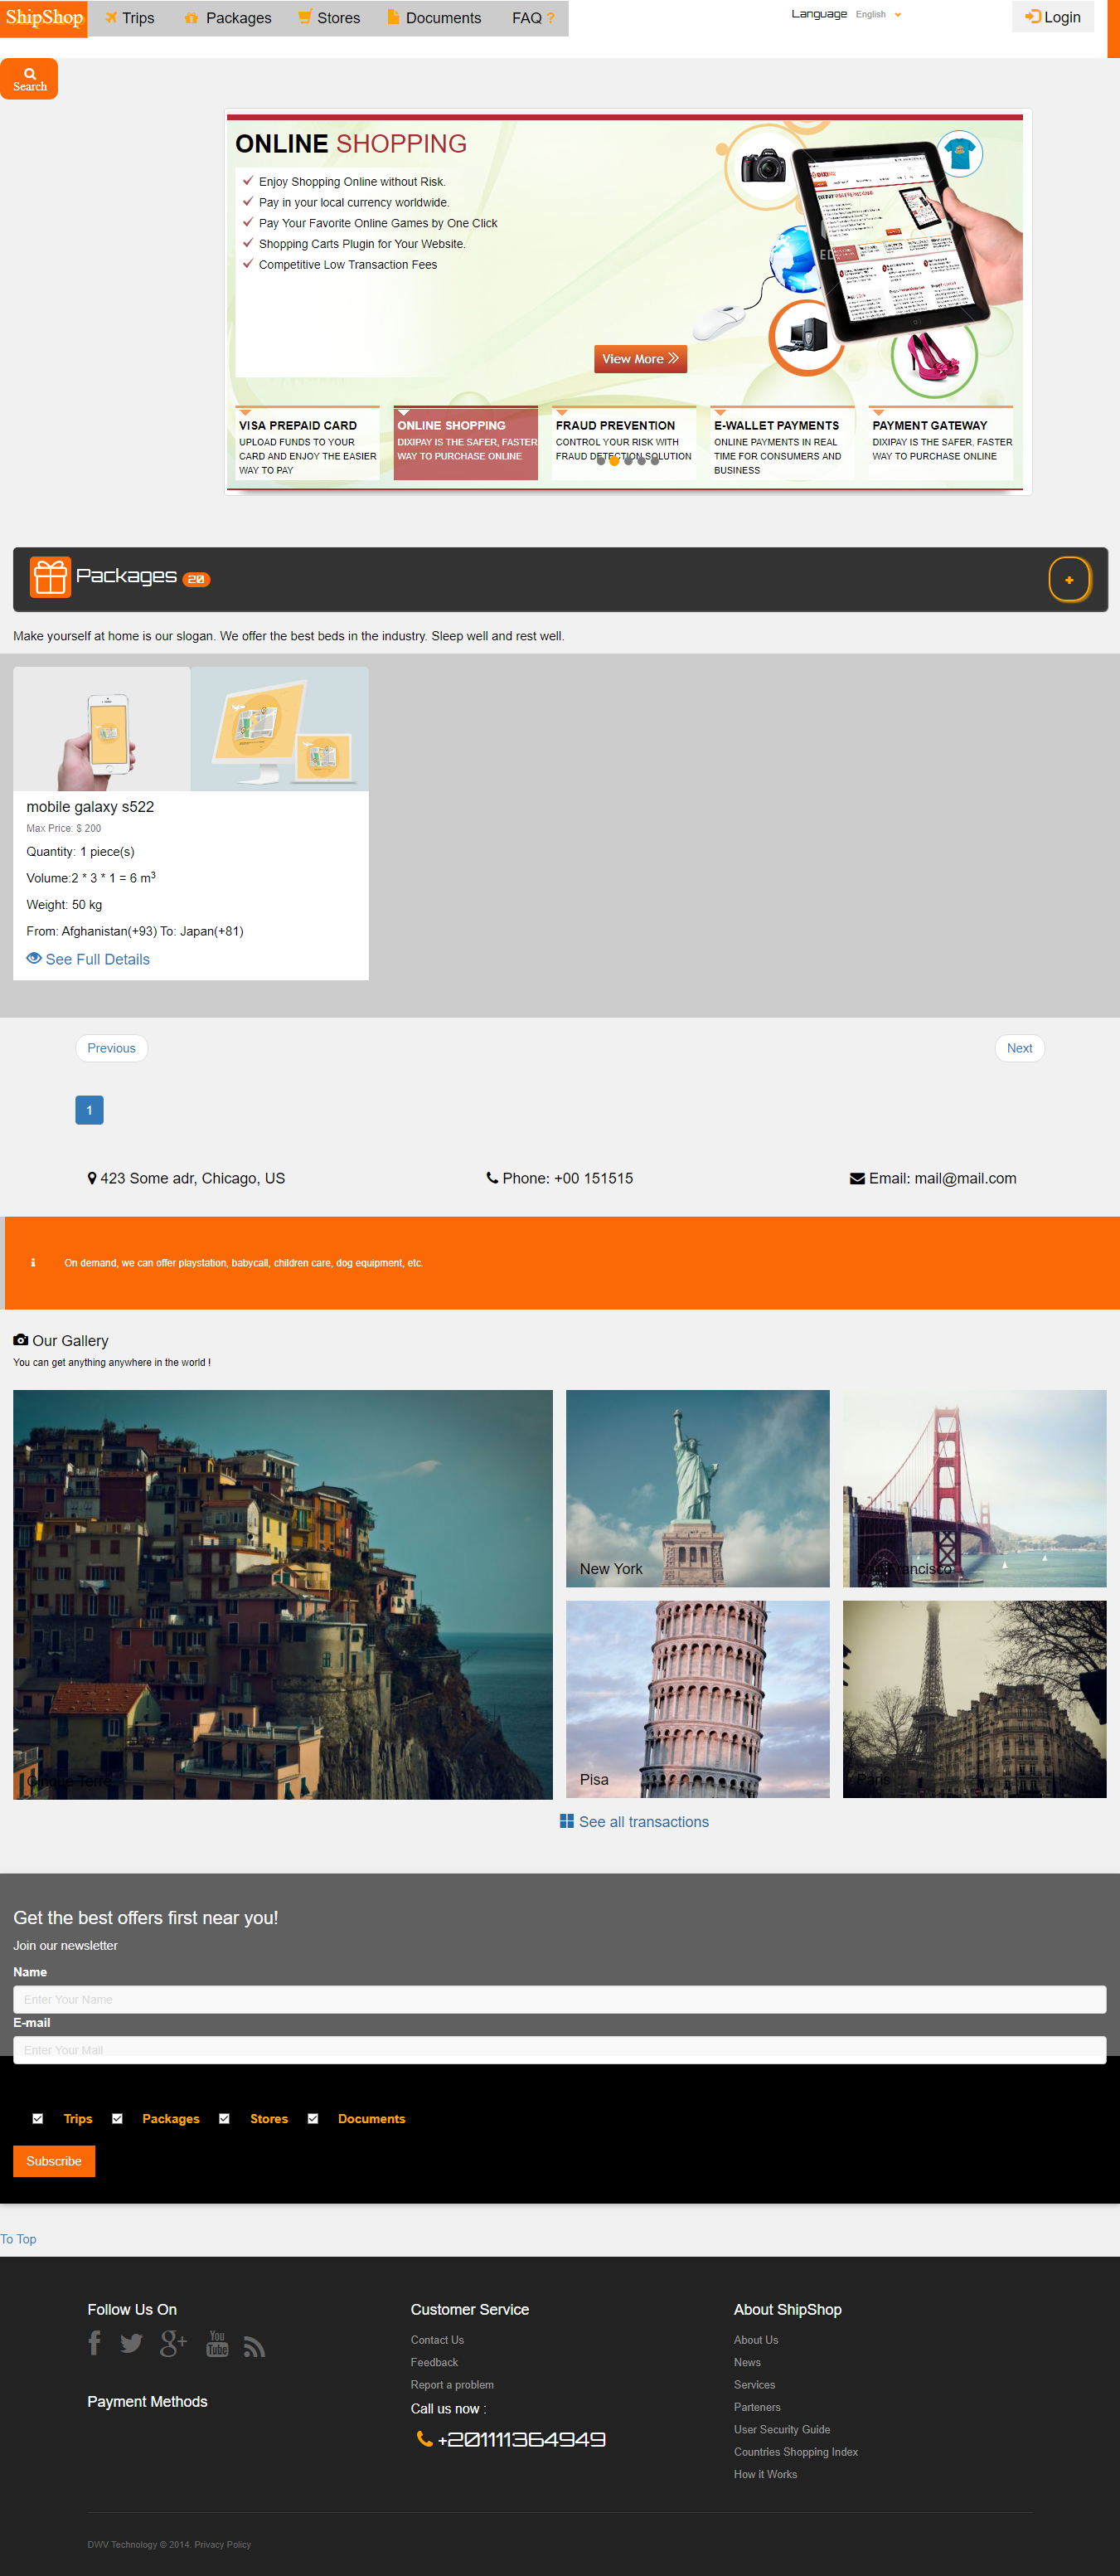 ShipShop
Trips
Packages
Stores
Documents
FAQ ?
Language English
Login
Search
ONLINE SHOPPING
Enjoy Shopping Online without Risk.
Pay in your local currency worldwide.
Pay Your Favorite Online Games by One Click
Shopping Carts Plugin for Your Website.
Competitive Low Transaction Fees
View More
VISA PREPAID CARD
UPLOAD FUNDS TO YOUR
CARD AND ENJOY THE EASIER
WAY TO PAY
ONLINE SHOPPING
DIXIPAY IS THE SAFER, FASTER
WAY TO PURCHASE ONLINE
FRAUD PREVENTION
CONTROL YOUR RISK WITH
FRAUD DETECTION SOLUTION
E-WALLET PAYMENTS
ONLINE PAYMENTS IN REAL
TIME FOR CONSUMERS AND
BUSINESS
PAYMENT GATEWAY
DIXIPAY IS THE SAFER, FASTER
WAY TO PURCHASE ONLINE
Packages 20
+
Make yourself at home is our slogan. We offer the best beds in the industry. Sleep well and rest well.
mobile galaxy s522
Max Price: $ 200
Quantity: 1 piece(s)
Volume:2 * 3 * 1 = 6 m³
Weight: 50 kg
From: Afghanistan(+93) To: Japan(+81)
See Full Details
Previous
Next
1
423 Some adr, Chicago, US
Phone: +00 151515
Email: mail@mail.com
On demand, we can offer playstation, babycall, children care, dog equipment, etc.
Our Gallery
You can get anything anywhere in the world !
New York
San Francisco
Cinque Terre
Pisa
Paris
See all transactions
Get the best offers first near you!
Join our newsletter
Name
Enter Your Name
E-mail
Enter Your Mail
Trips
Packages
Stores
Documents
Subscribe
To Top
Follow Us On
You Tube
Payment Methods
Customer Service
Contact Us
Feedback
Report a problem
Call us now :
+201111364949
About ShipShop
About Us
News
Services
Parteners
User Security Guide
Countries Shopping Index
How it Works
DWV Technology © 2014. Privacy Policy